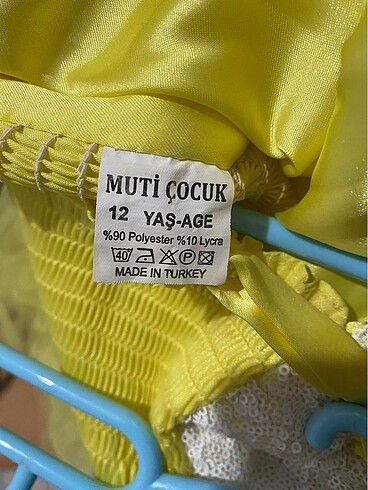 MUTİ ÇOCUK
12 YAŞ-AGE
%90 Polyester %10 Lycra
40° P
MADE IN TURKEY